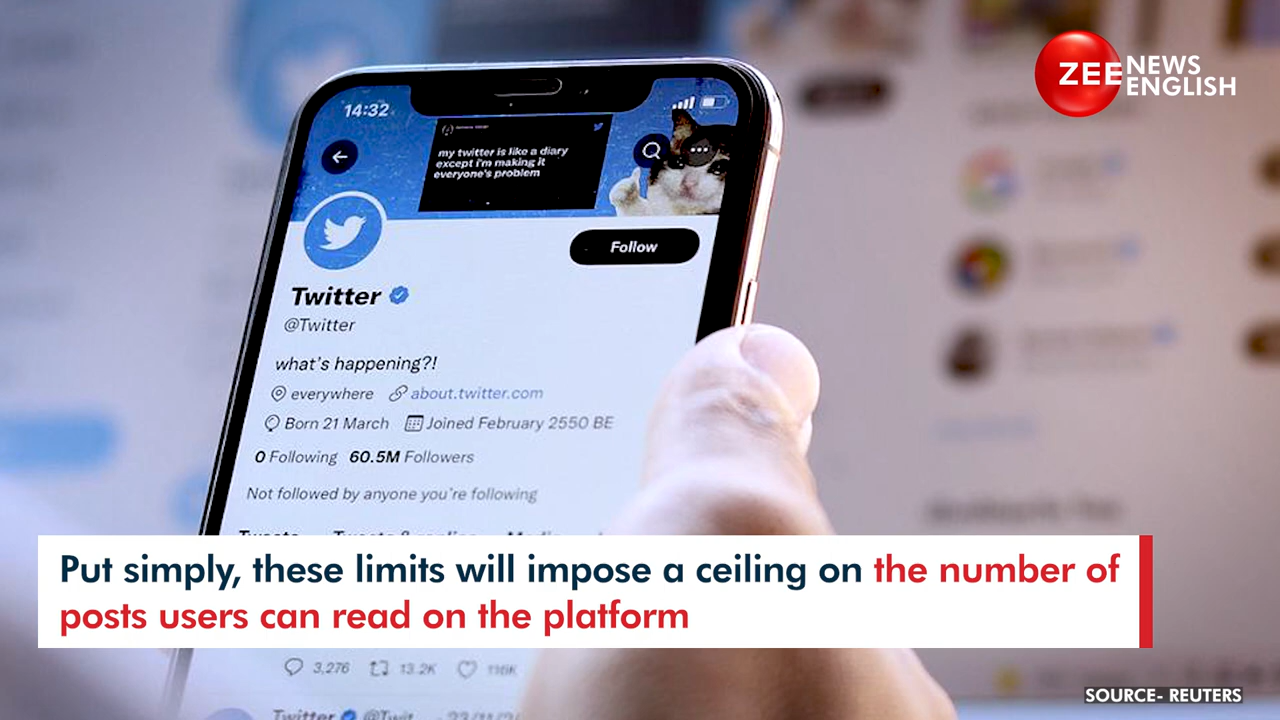 ZEE NEWS
ENGLISH
14:32
my twitter is like a diary
except i'm making it
everyone's problem
Follow
Twitter
@Twitter
what's happening?!
everywhere about.twitter.com
Born 21 March Joined February 2550 BE
0 Following 60.5M Followers
Not followed by anyone you're following
Put simply, these limits will impose a ceiling on the number of
posts users can read on the platform
3,276 13.2K 116K
Twitter @Twit
SOURCE- REUTERS